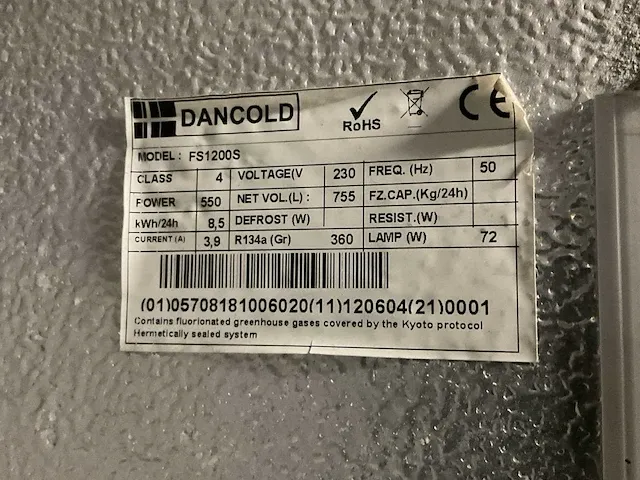 DANCOLD
RoHS
CE
MODEL: FS1200S
CLASS 4 VOLTAGE(V 230 FREQ. (Hz) 50
POWER 550 NET VOL.(L): 755 FZ.CAP.(Kg/24h)
kWh/24h 8,5 DEFROST (W) RESIST.(W)
CURRENT (A) 3,9 R134a (Gr) 360 LAMP (W) 72
(01)05708181006020(11)120604(21)0001
Contains fluorionated greenhouse gases covered by the Kyoto protocol
Hermetically sealed system